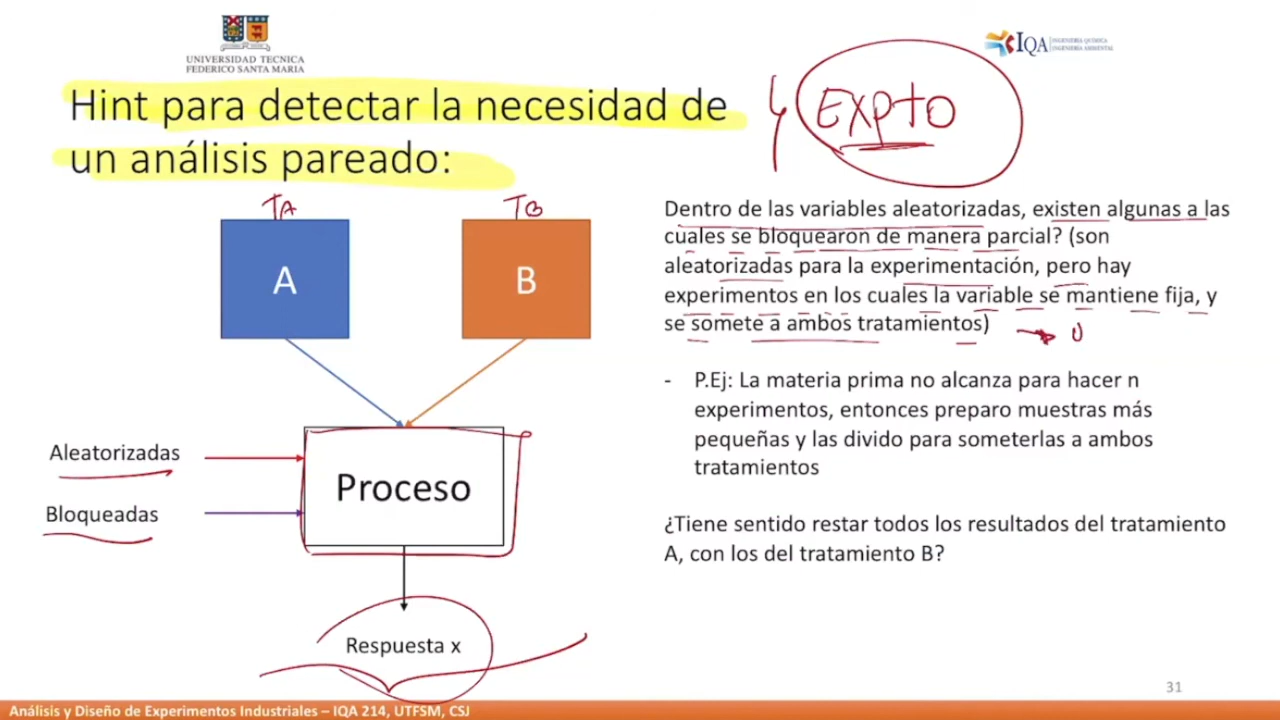 UNIVERSIDAD TECNICA
FEDERICO SANTA MARIA
IQA INGENIERÍA QUÍMICA
INGENIERÍA AMBIENTAL
Hint para detectar la necesidad de
un análisis pareado:
EXPTO
TA
TB
A
B
Aleatorizadas
Bloqueadas
Proceso
Respuesta x
Dentro de las variables aleatorizadas, existen algunas a las
cuales se bloquearon de manera parcial? (son
aleatorizadas para la experimentación, pero hay
experimentos en los cuales la variable se mantiene fija, y
se somete a ambos tratamientos)
- P.Ej: La materia prima no alcanza para hacer n
experimentos, entonces preparo muestras más
pequeñas y las divido para someterlas a ambos
tratamientos
¿Tiene sentido restar todos los resultados del tratamiento
A, con los del tratamiento B?
31
Análisis y Diseño de Experimentos Industriales – IQA 214, UTFSM, CSJ